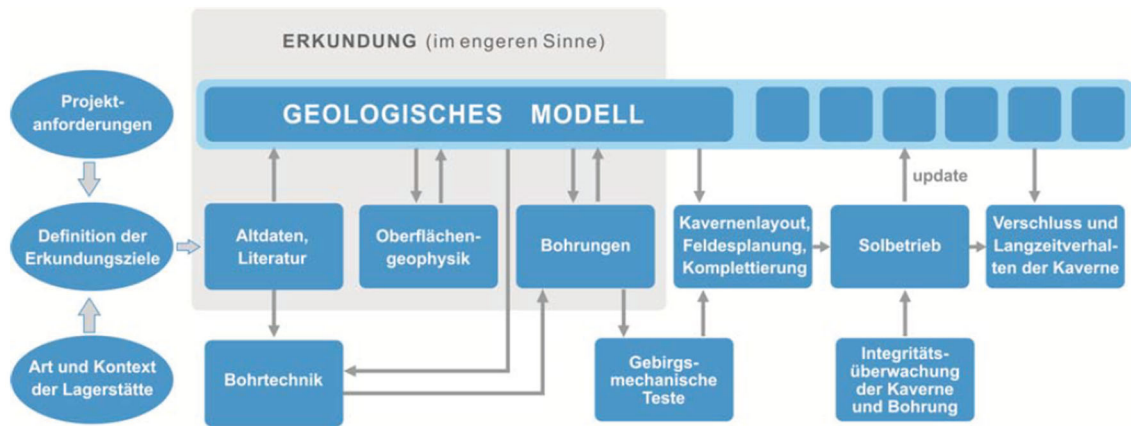 ERKUNDUNG (im engeren Sinne)
GEOLOGISCHES MODELL
Projekt-
anforderungen
update
Definition der
Erkundungsziele
Altdaten,
Literatur
Oberflächen-
geophysik
Bohrungen
Kavernenlayout,
Feldesplanung,
Komplettierung
Solbetrieb
Verschluss und
Langzeitverhal-
ten der Kaverne
Art und Kontext
der Lagerstätte
Bohrtechnik
Gebirgs-
mechanische
Teste
Integritäts-
überwachung
der Kaverne
und Bohrung